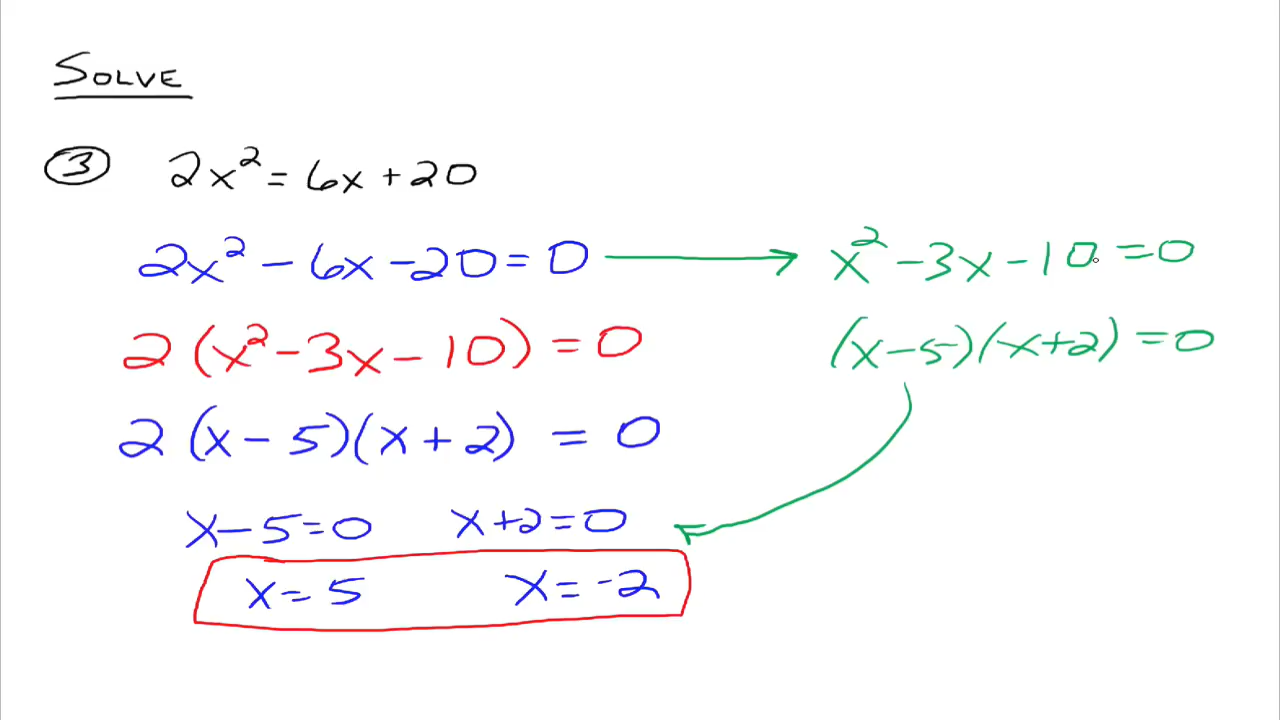 SOLVE
③ 2x² = 6x + 20
2x² - 6x - 20 = 0 → x² - 3x - 10 = 0
2 (x² - 3x - 10) = 0 (x - 5)(x + 2) = 0
2 (x - 5)(x + 2) = 0
x - 5 = 0 x + 2 = 0
x = 5 x = -2